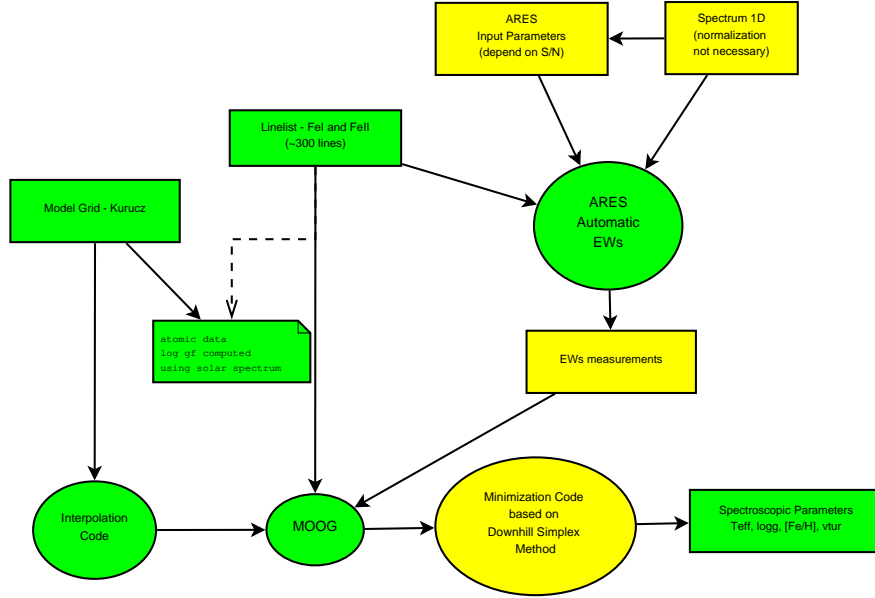 ARES
Input Parameters
(depend on S/N)
Spectrum 1D
(normalization
not necessary)
Linelist - FeI and FeII
(~300 lines)
Model Grid - Kurucz
ARES
Automatic
EWs
atomic data
log gf computed
using solar spectrum
EWs measurements
Interpolation
Code
MOOG
Minimization Code
based on
Downhill Simplex
Method
Spectroscopic Parameters
Teff, logg, [Fe/H], vtur